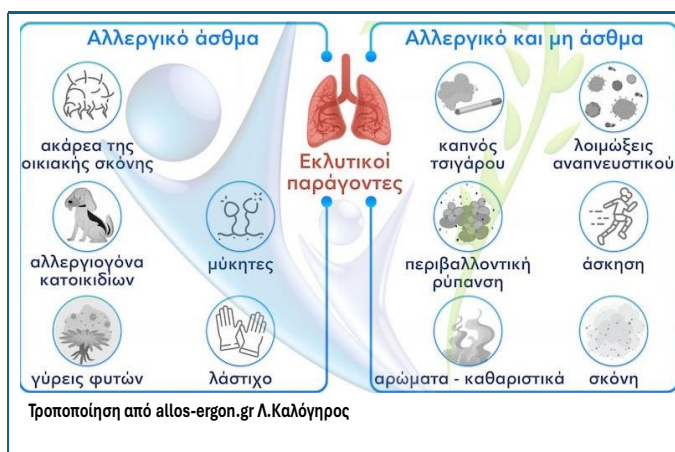 Αλλεργικό άσθμα
ακάρεα της
οικιακής σκόνης
αλλεργιογόνα
κατοικιδίων
μύκητες
γύρεις φυτών
λάστιχο
Εκλυτικοί
παράγοντες
Αλλεργικό και μη άσθμα
καπνός
τσιγάρου
λοιμώξεις
αναπνευστικού
περιβαλλοντική
ρύπανση
άσκηση
αρώματα - καθαριστικά
σκόνη
Τροποποίηση από allos-ergon.gr Λ.Καλόγηρος